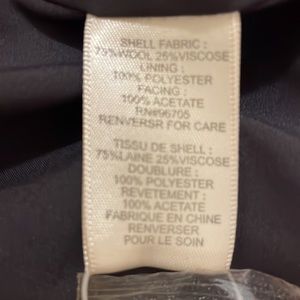 SHELL FABRIC :
75%WOOL 25%VISCOSE
LINING :
100% POLYESTER
FACING :
100% ACETATE
RN#96705
RENVERSR FOR CARE
TISSU DE SHELL :
75%LAINE 25%VISCOSE
DOUBLURE :
100% POLYESTER
REVETEMENT :
100% ACETATE
FABRIQUE EN CHINE
RENVERSER
POUR LE SOIN